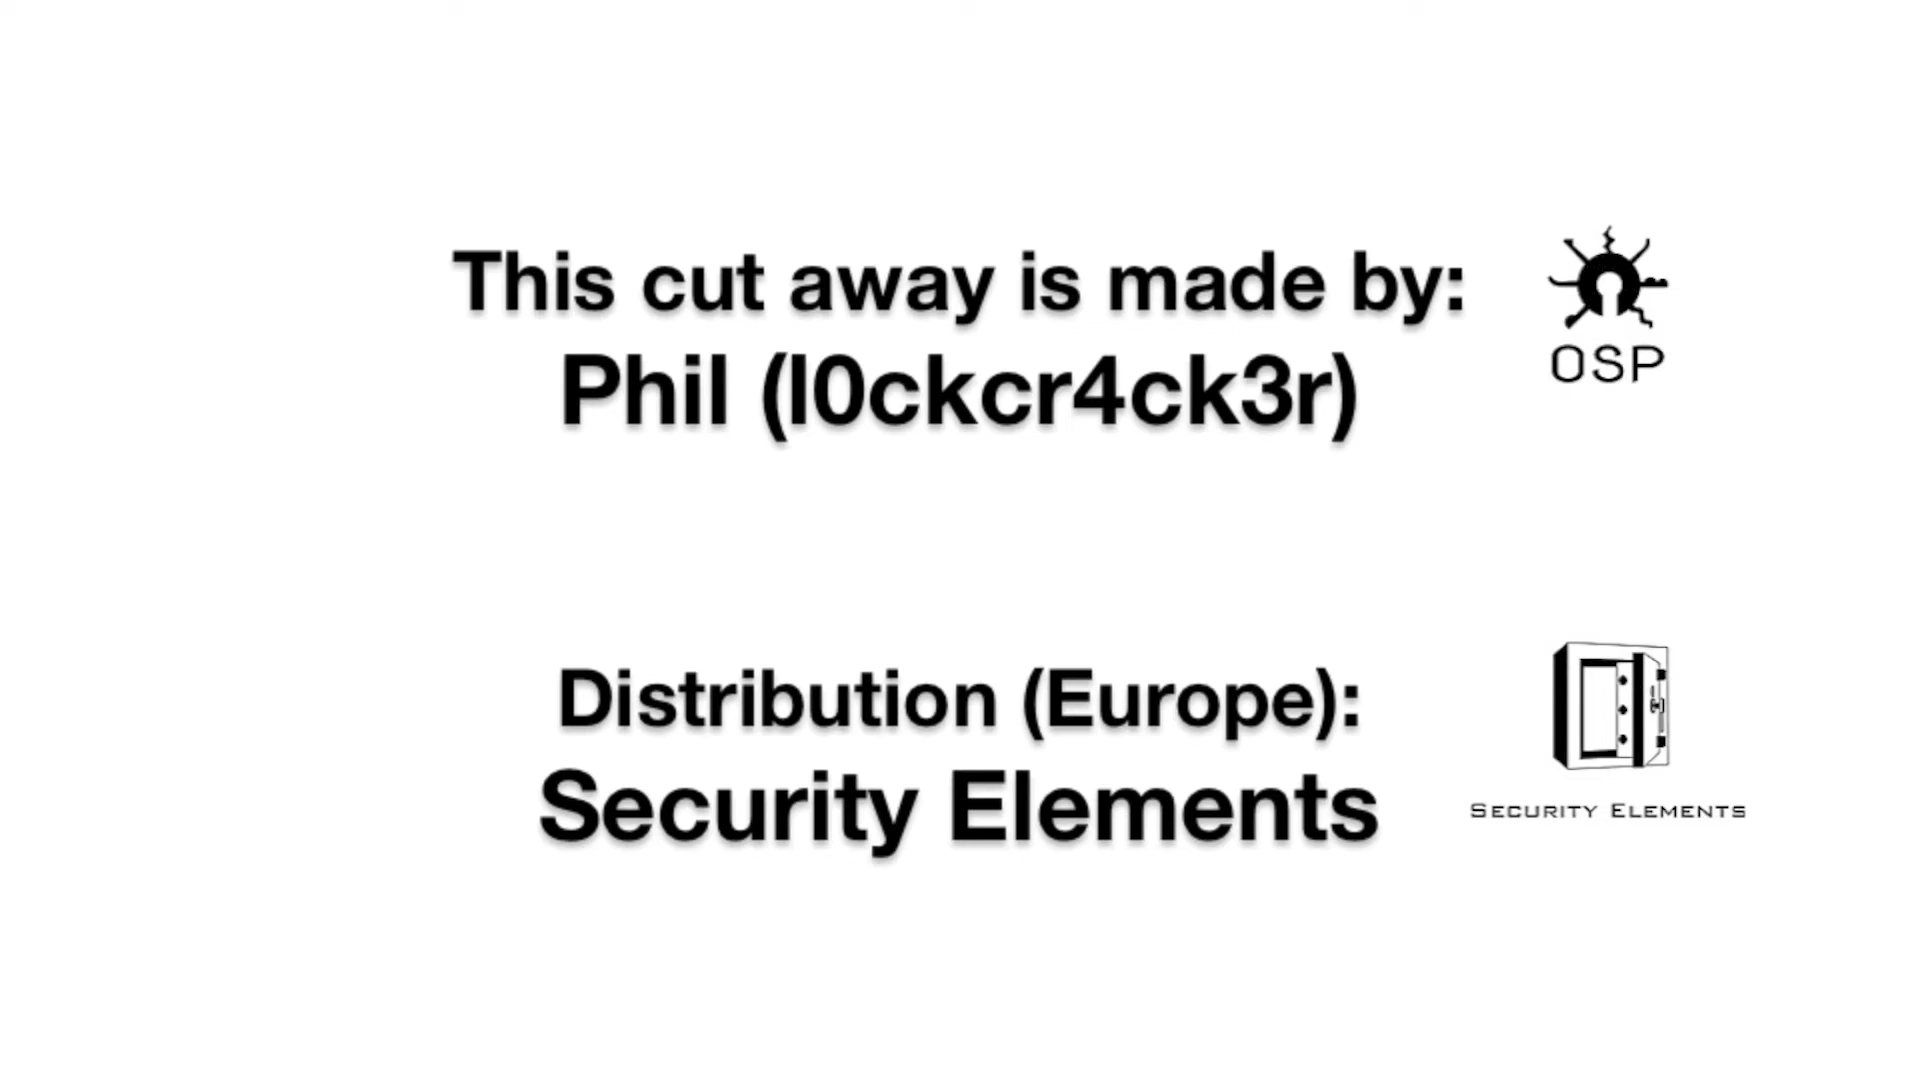 This cut away is made by:
Phil (l0ckcr4ck3r)
OSP
Distribution (Europe):
Security Elements
SECURITY ELEMENTS